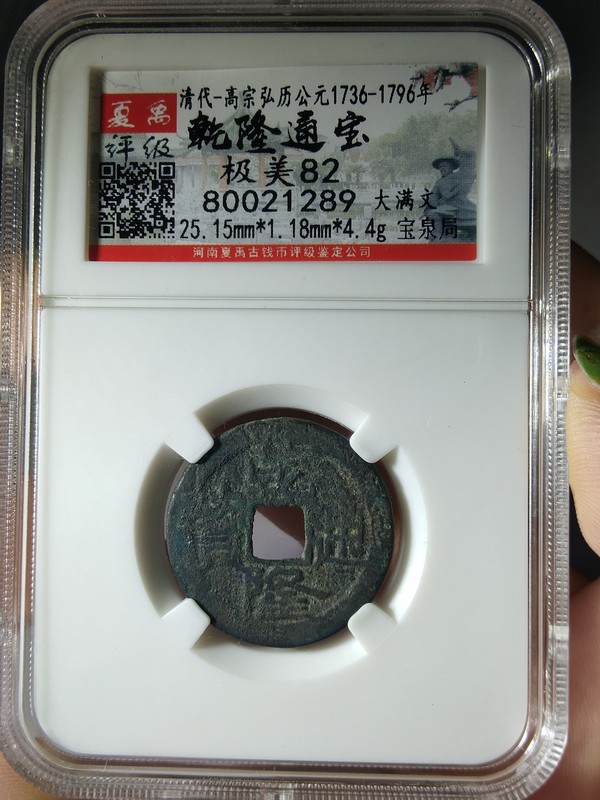 夏禹
评级
清代-高宗弘历公元1736-1796年
乾隆通宝
极美82
80021289 大满文
25.15mm*1.18mm*4.4g 宝泉局
河南夏禹古钱币评级鉴定公司
隆
通